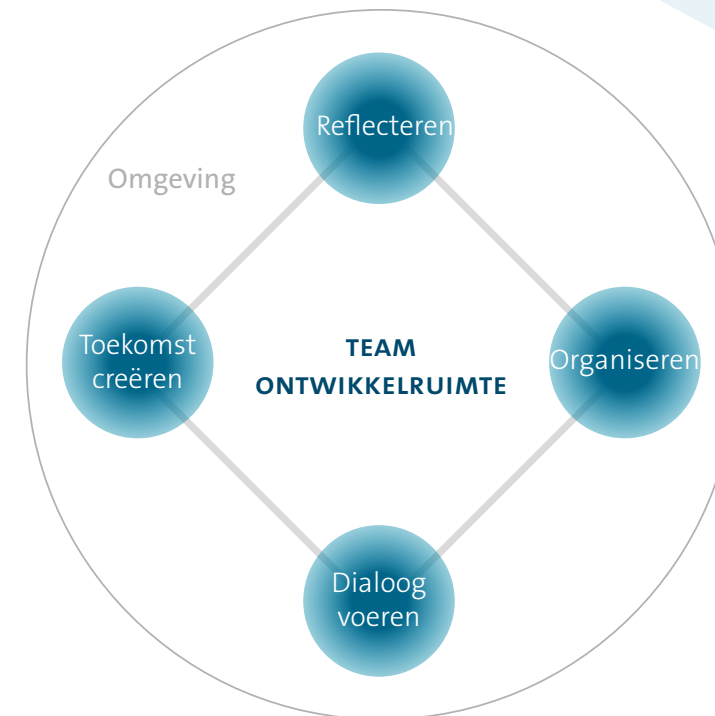 Reflecteren
Omgeving
Toekomst
creëren
TEAM
ONTWIKKELRUIMTE
Organiseren
Dialoog
voeren